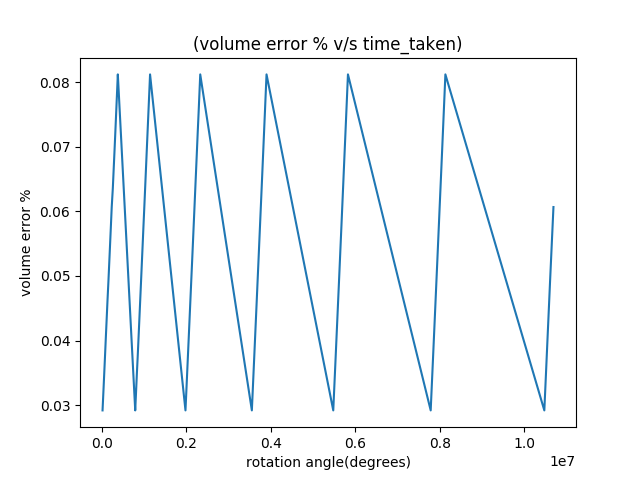 (volume error % v/s time_taken)
0.08
0.07
0.06
0.05
0.04
0.03
volume error %
0.0 0.2 0.4 0.6 0.8 1.0
1e7
rotation angle(degrees)